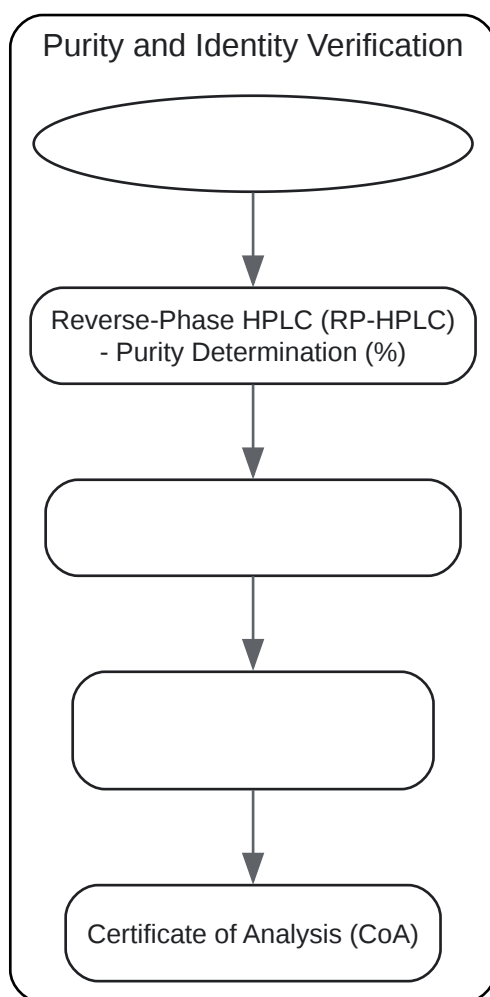 Purity and Identity Verification
Reverse-Phase HPLC (RP-HPLC)
- Purity Determination (%)
Certificate of Analysis (CoA)